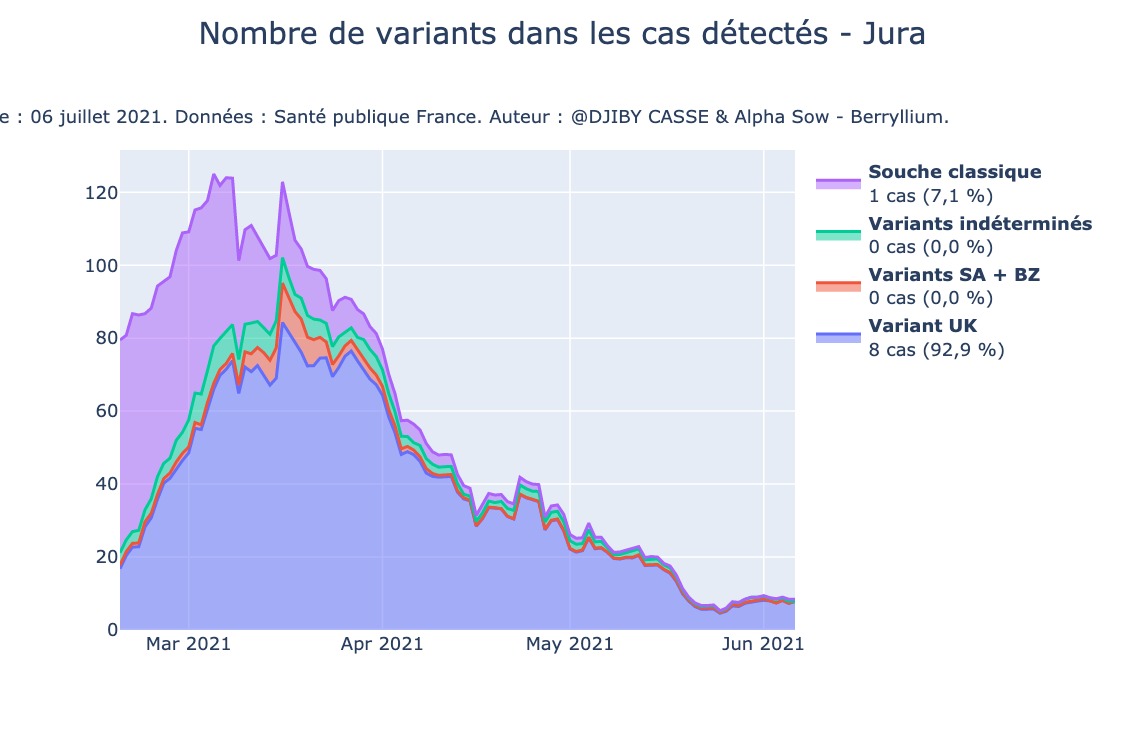 Nombre de variants dans les cas détectés - Jura
e : 06 juillet 2021. Données : Santé publique France. Auteur : @DJIBY CASSE & Alpha Sow - Berryllium.
120
100
80
60
40
20
0
Mar 2021
Apr 2021
May 2021
Jun 2021
Souche classique
1 cas (7,1 %)
Variants indéterminés
0 cas (0,0 %)
Variants SA + BZ
0 cas (0,0 %)
Variant UK
8 cas (92,9 %)